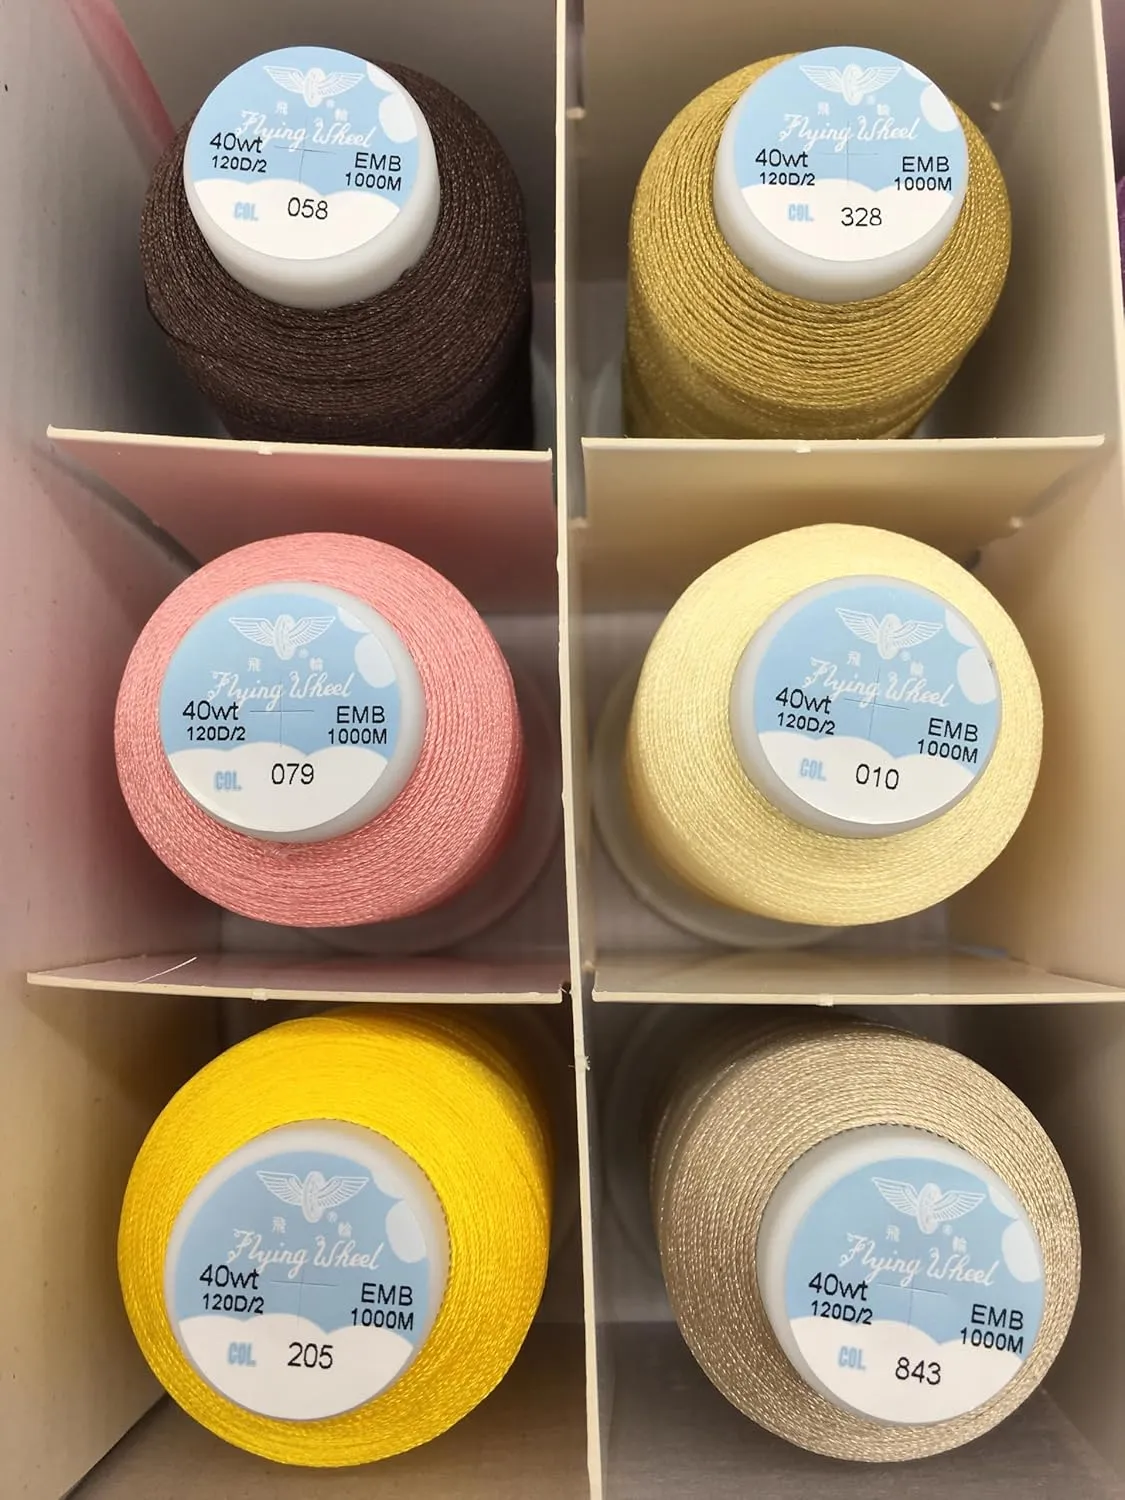 飛 ® 輪
Flying Wheel
40wt
120D/2
EMB
1000M
COL. 058
飛 ® 輪
Flying Wheel
40wt
120D/2
EMB
1000M
COL. 328
飛 ® 輪
Flying Wheel
40wt
120D/2
EMB
1000M
COL. 079
飛 ® 輪
Flying Wheel
40wt
120D/2
EMB
1000M
COL. 010
飛 ® 輪
Flying Wheel
40wt
120D/2
EMB
1000M
COL. 205
飛 ® 輪
Flying Wheel
40wt
120D/2
EMB
1000M
COL. 843